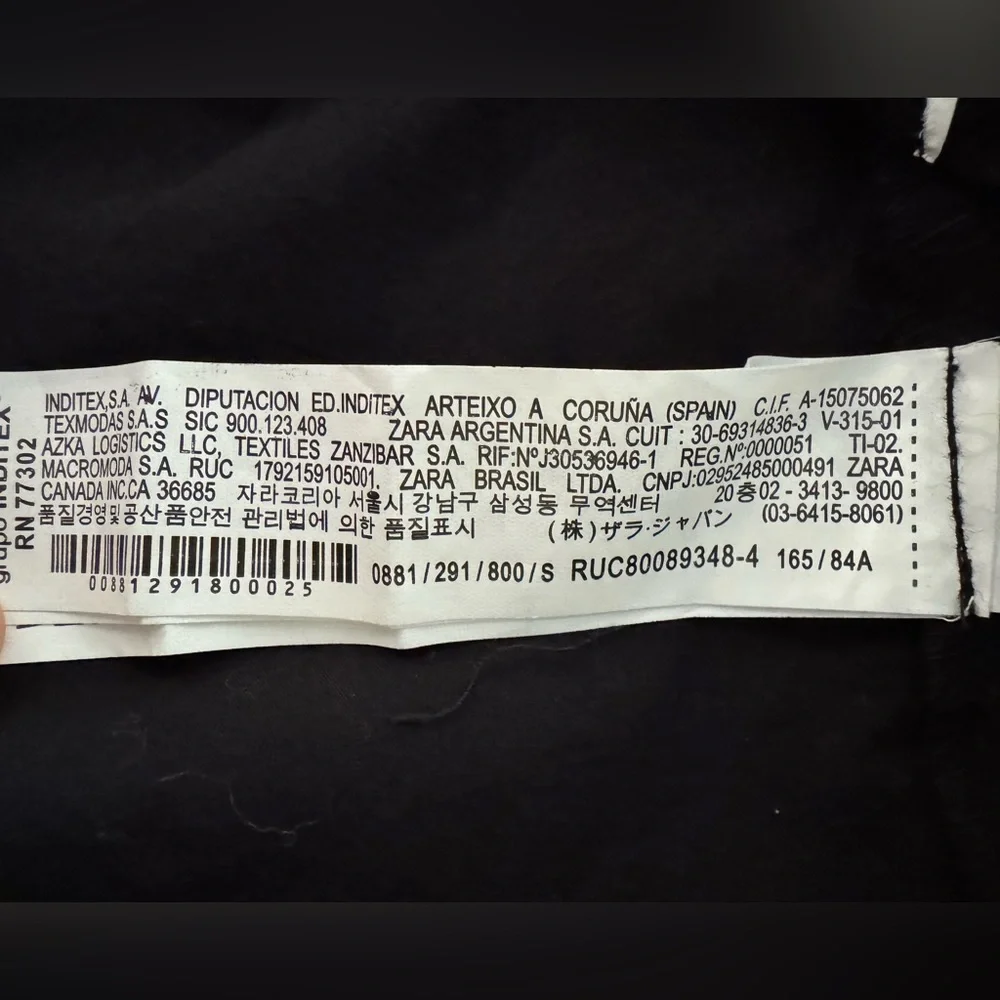 grupo INDITEX
RN 77302
INDITEX,S.A. AV. DIPUTACION ED.INDITEX ARTEIXO A CORUÑA (SPAIN) C.I.F. A-15075062
TEXMODAS S.A.S SIC 900.123.408 ZARA ARGENTINA S.A. CUIT : 30-69314836-3 V-315-01
AZKA LOGISTICS LLC, TEXTILES ZANZIBAR S.A. RIF:NºJ30536946-1 REG.Nº:0000051 TI-02.
MACROMODA S.A. RUC 1792159105001. ZARA BRASIL LTDA. CNPJ:02952485000491 ZARA
CANADA INC.CA 36685 자라코리아 서울시 강남구 삼성동 무역센터 20층02 - 3413- 9800
품질경영및공산품안전 관리법에 의한 품질표시 (株)ザラ·ジャパン (03-6415-8061)
0881291800025
0881/291/800/S RUC80089348-4 165/84A